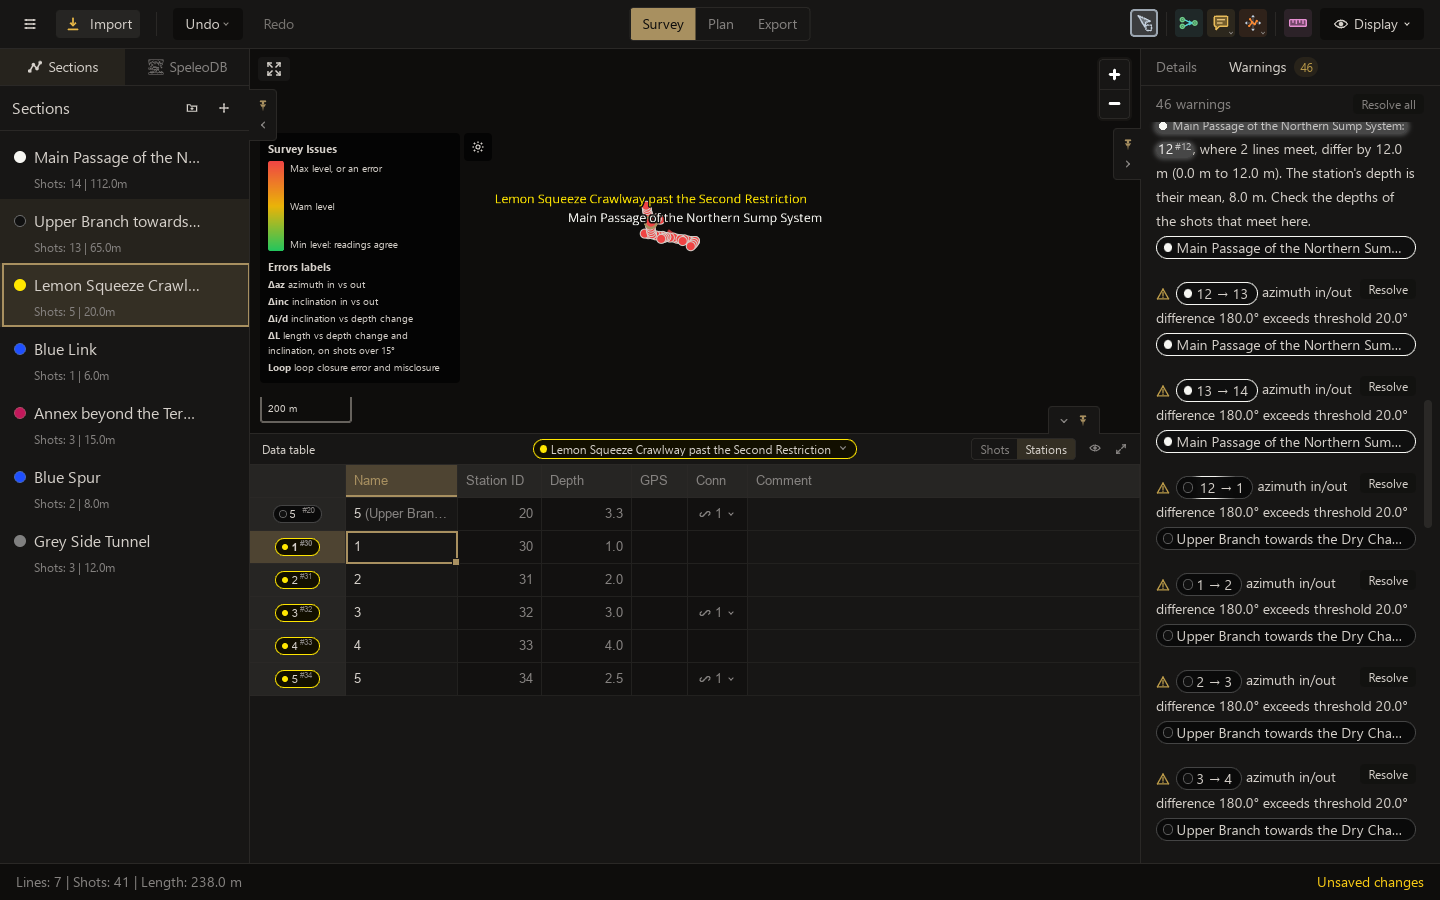 Import
Undo
Redo
Survey
Plan
Export
Display
Sections
SpeleoDB
Details
Warnings 46
Sections
46 warnings
Resolve all
Main Passage of the N...
Shots: 14 | 112.0m
Upper Branch towards...
Shots: 13 | 65.0m
Lemon Squeeze Crawl...
Shots: 5 | 20.0m
Blue Link
Shots: 1 | 6.0m
Annex beyond the Ter...
Shots: 3 | 15.0m
Blue Spur
Shots: 2 | 8.0m
Grey Side Tunnel
Shots: 3 | 12.0m
Survey Issues
Max level, or an error
Warn level
Min level: readings agree
Errors labels
Δaz azimuth in vs out
Δinc inclination in vs out
Δi/d inclination vs depth change
ΔL length vs depth change and
inclination, on shots over 15°
Loop loop closure error and misclosure
200 m
Lemon Squeeze Crawlway past the Second Restriction
Main Passage of the Northern Sump System
Data table
Lemon Squeeze Crawlway past the Second Restriction
Shots
Stations
Name Station ID Depth GPS Conn Comment
5 #20 5 (Upper Bran... 20 3.3 1
1 #30 1 30 1.0
2 #31 2 31 2.0
3 #32 3 32 3.0 1
4 #33 4 33 4.0
5 #34 5 34 2.5 1
Main Passage of the Northern Sump System:
12 #12, where 2 lines meet, differ by 12.0
m (0.0 m to 12.0 m). The station's depth is
their mean, 8.0 m. Check the depths of
the shots that meet here.
Main Passage of the Northern Sum...
12 → 13 azimuth in/out Resolve
difference 180.0° exceeds threshold 20.0°
Main Passage of the Northern Sum...
13 → 14 azimuth in/out Resolve
difference 180.0° exceeds threshold 20.0°
Main Passage of the Northern Sum...
12 → 1 azimuth in/out Resolve
difference 180.0° exceeds threshold 20.0°
Upper Branch towards the Dry Cha...
1 → 2 azimuth in/out Resolve
difference 180.0° exceeds threshold 20.0°
Upper Branch towards the Dry Cha...
2 → 3 azimuth in/out Resolve
difference 180.0° exceeds threshold 20.0°
Upper Branch towards the Dry Cha...
3 → 4 azimuth in/out Resolve
difference 180.0° exceeds threshold 20.0°
Upper Branch towards the Dry Cha...
Lines: 7 | Shots: 41 | Length: 238.0 m
Unsaved changes